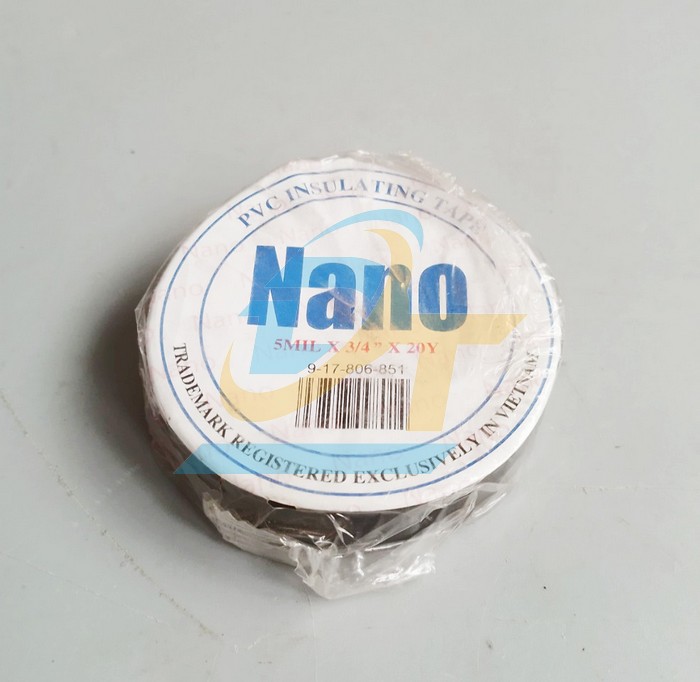 PVC INSULATING TAPE
Nano
5MIL X 3/4" X 20Y
9-17-806-851
TRADEMARK REGISTERED EXCLUSIVELY IN VIETNAM